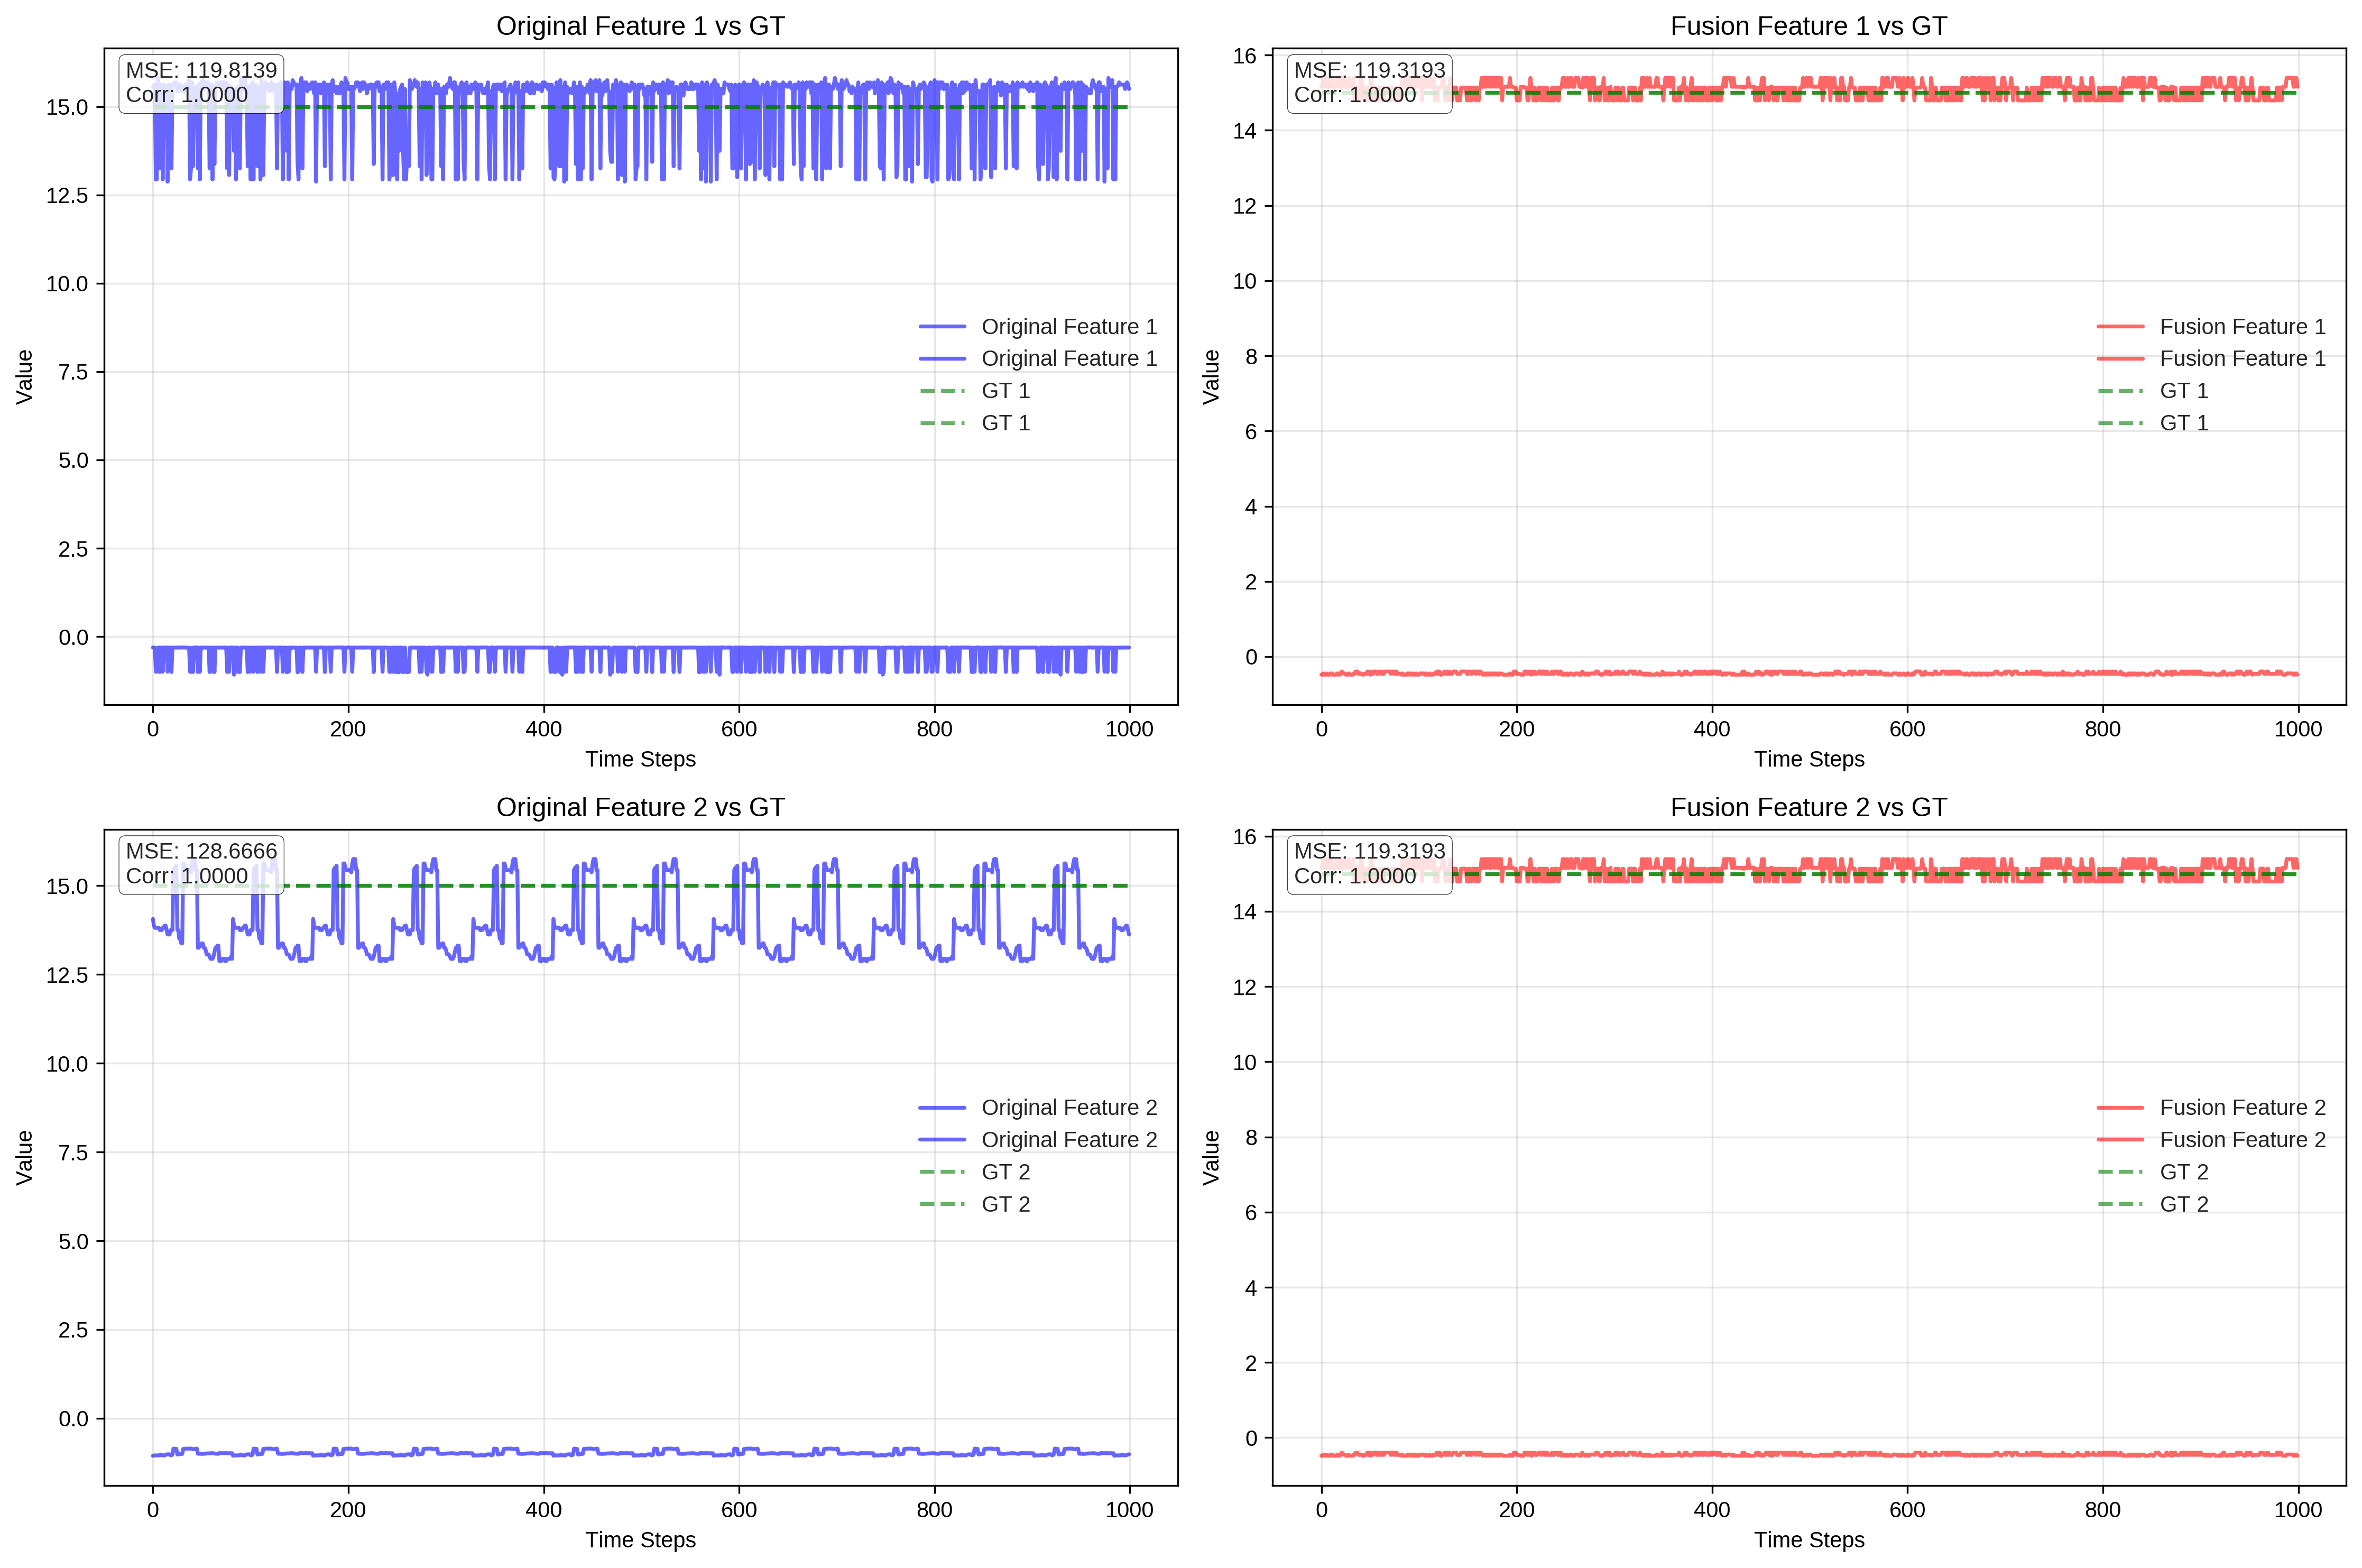 Original Feature 1 vs GT
MSE: 119.8139
Corr: 1.0000
15.0
12.5
10.0
7.5
5.0
2.5
0.0
Value
Original Feature 1
Original Feature 1
GT 1
GT 1
0 200 400 600 800 1000
Time Steps
Fusion Feature 1 vs GT
MSE: 119.3193
Corr: 1.0000
16
14
12
10
8
6
4
2
0
Value
Fusion Feature 1
Fusion Feature 1
GT 1
GT 1
0 200 400 600 800 1000
Time Steps
Original Feature 2 vs GT
MSE: 128.6666
Corr: 1.0000
15.0
12.5
10.0
7.5
5.0
2.5
0.0
Value
Original Feature 2
Original Feature 2
GT 2
GT 2
0 200 400 600 800 1000
Time Steps
Fusion Feature 2 vs GT
MSE: 119.3193
Corr: 1.0000
16
14
12
10
8
6
4
2
0
Value
Fusion Feature 2
Fusion Feature 2
GT 2
GT 2
0 200 400 600 800 1000
Time Steps